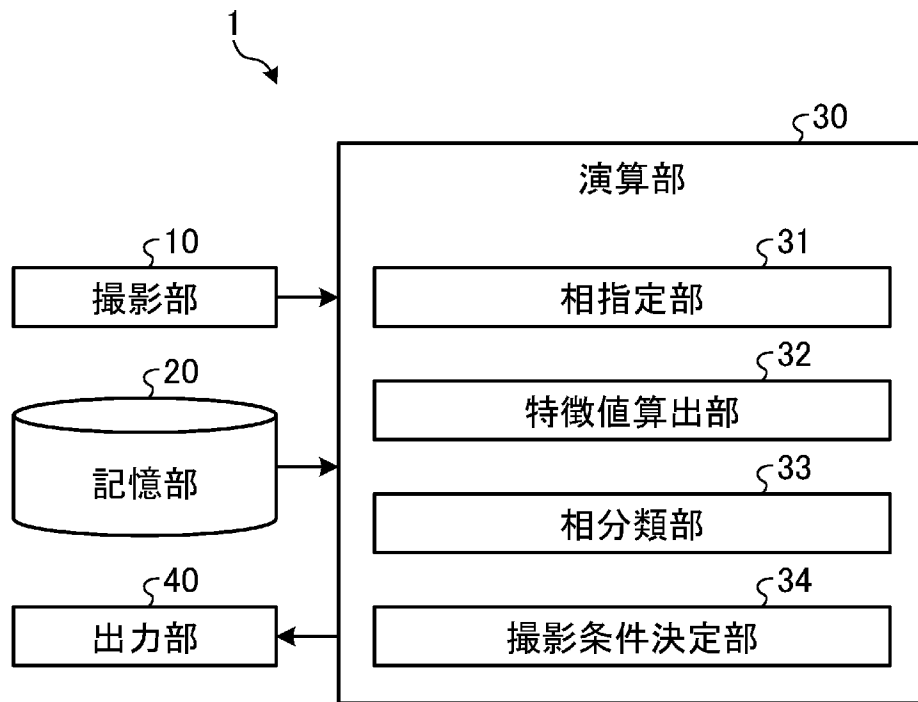 1
30
演算部
10
撮影部
31
相指定部
20
記憶部
32
特徴値算出部
33
相分類部
40
出力部
34
撮影条件決定部